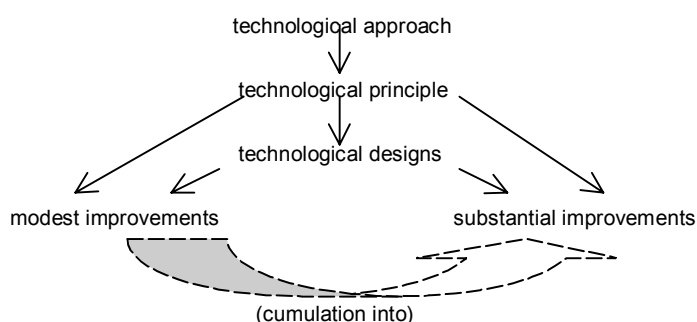 technological approach
technological principle
technological designs
modest improvements
substantial improvements
(cumulation into)